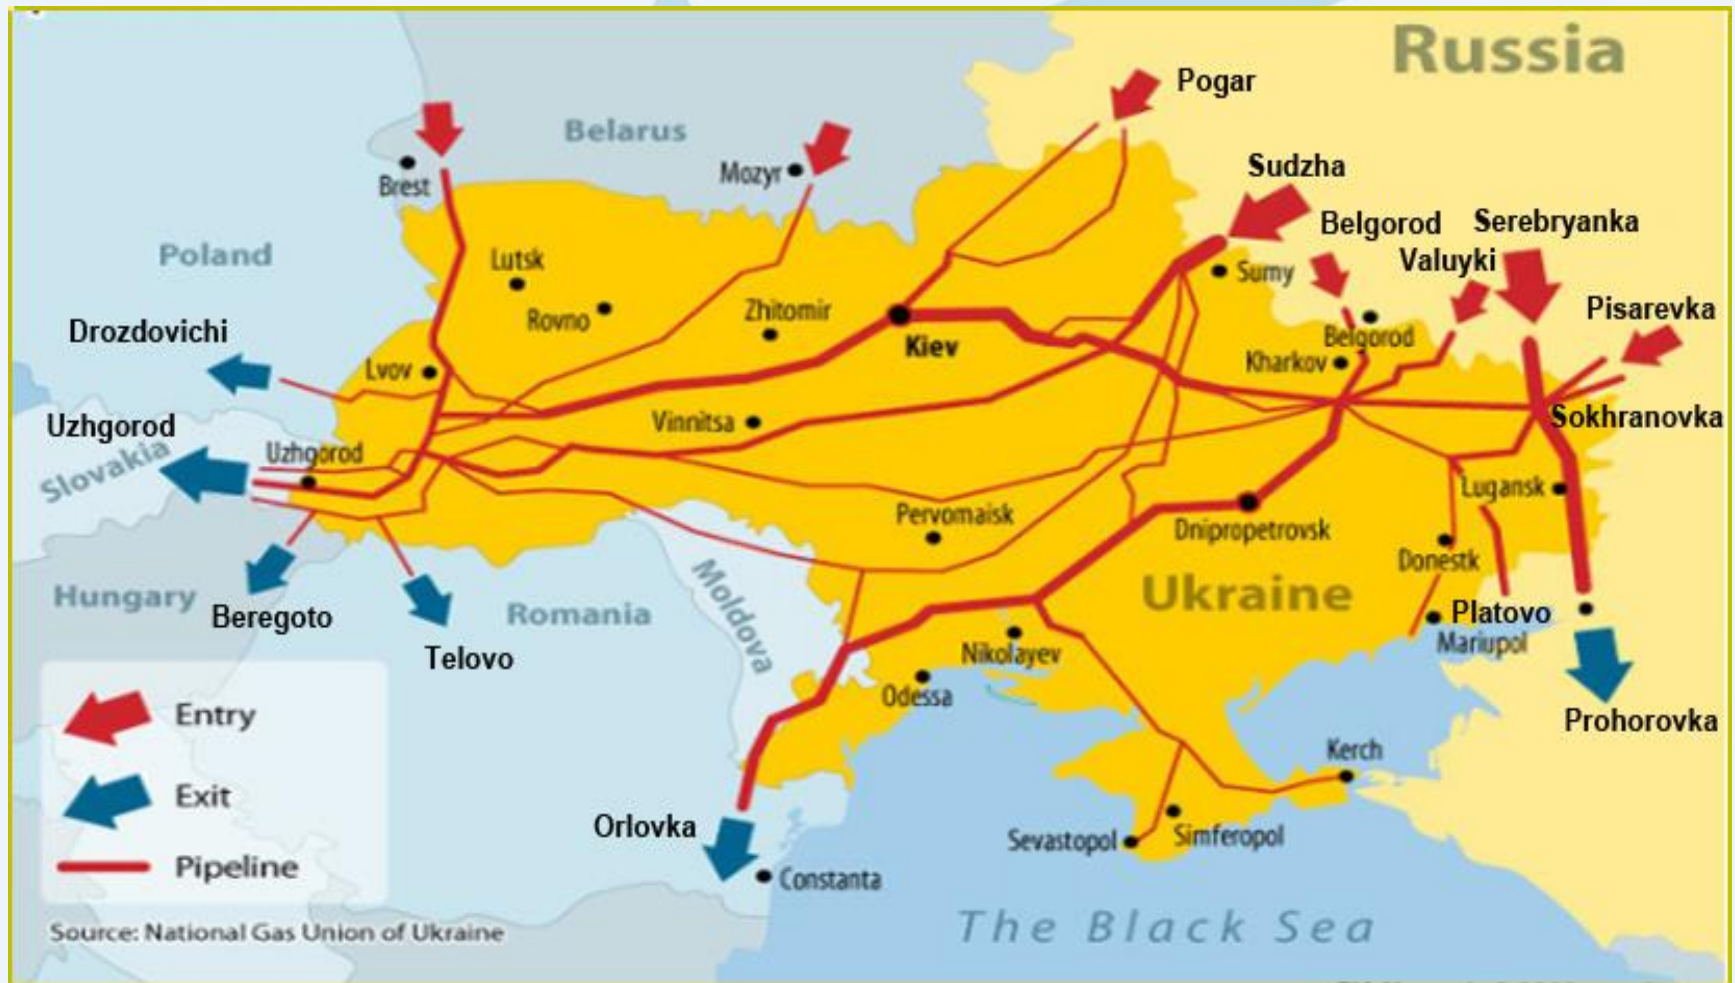 Russia
Pogar
Belarus
Mozyr
Brest
Sudzha
Belgorod
Serebryanka
Valuyki
Pisarevka
Poland
Lutsk
Sumy
Rovno
Zhitomir
Drozdovichi
Kiev
Belgorod
Kharkov
Lvov
Sokhranovka
Uzhgorod
Vinnitsa
Uzhgorod
Slovakia
Lugansk
Pervomaisk
Dnipropetrovsk
Donestk
Hungary
Beregoto
Romania
Moldova
Ukraine
Platovo
Mariupol
Telovo
Nikolayev
Odessa
Prohorovka
Entry
Exit
Pipeline
Kerch
Orlovka
Sevastopol
Simferopol
Constanta
The Black Sea
Source: National Gas Union of Ukraine